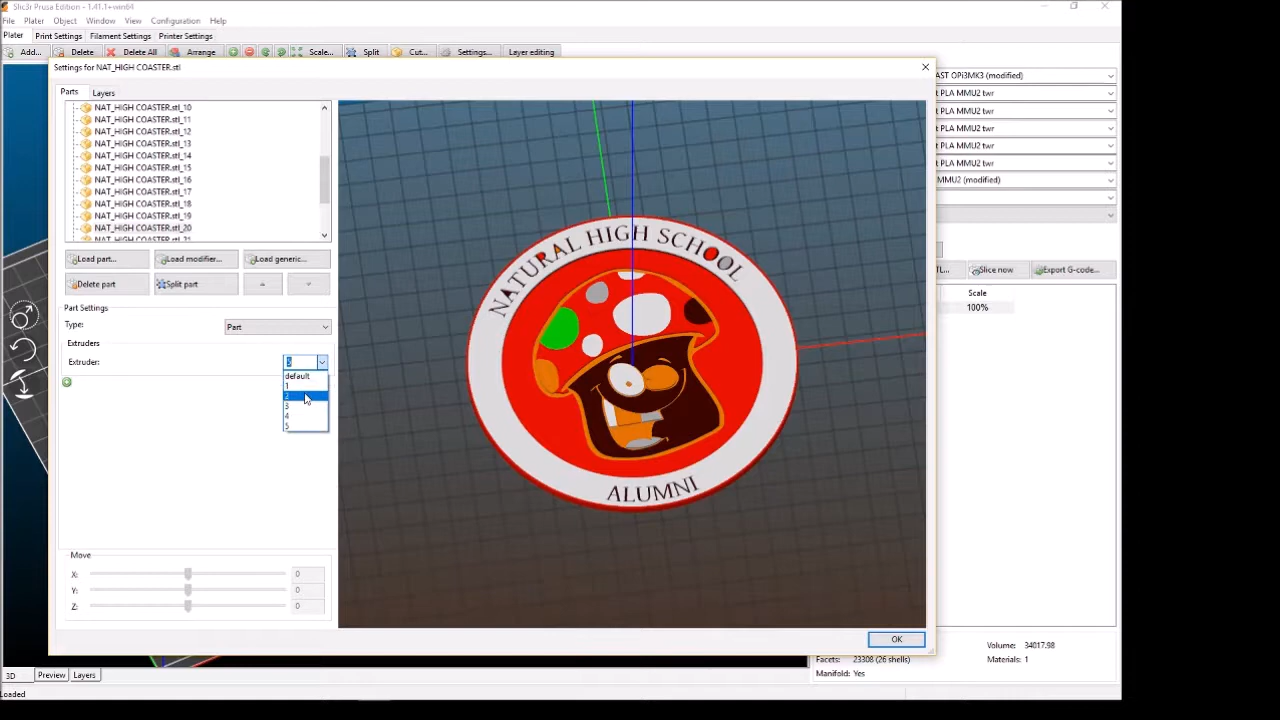 Slic3r Prusa Edition - 1.41.1+win64
File Plater Object Window View Configuration Help
Plater Print Settings Filament Settings Printer Settings
Add... Delete Delete All Arrange Scale... Split Cut... Settings... Layer editing
Settings for NAT_HIGH COASTER.stl
Parts Layers
NAT_HIGH COASTER.stl_10
NAT_HIGH COASTER.stl_11
NAT_HIGH COASTER.stl_12
NAT_HIGH COASTER.stl_13
NAT_HIGH COASTER.stl_14
NAT_HIGH COASTER.stl_15
NAT_HIGH COASTER.stl_16
NAT_HIGH COASTER.stl_17
NAT_HIGH COASTER.stl_18
NAT_HIGH COASTER.stl_19
NAT_HIGH COASTER.stl_20
NAT_HIGH COASTER.stl_21
Load part... Load modifier... Load generic...
Delete part Split part
Part Settings
Type: Part
Extruders
Extruder:
default
1
2
3
4
5
Move
X: 0
Y: 0
Z: 0
NATURAL HIGH SCHOOL
ALUMNI
OK
AST OPi3MK3 (modified)
t PLA MMU2 twr
t PLA MMU2 twr
t PLA MMU2 twr
t PLA MMU2 twr
t PLA MMU2 twr
MMU2 (modified)
TL... Slice now Export G-code...
Scale
100%
Volume: 34017.98
Facets: 23308 (26 shells) Materials: 1
Manifold: Yes
3D Preview Layers
Loaded